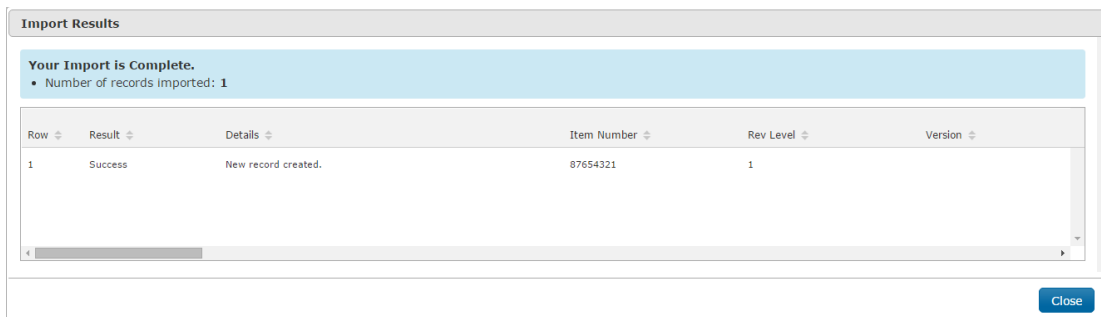 Import Results
Your Import is Complete.
• Number of records imported: 1
Row Result Details Item Number Rev Level Version
1 Success New record created. 87654321 1
Close